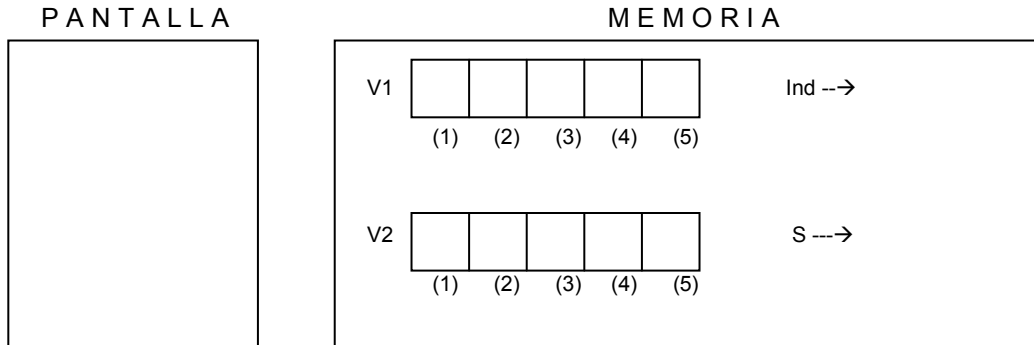 P A N T A L L A M E M O R I A
V1 Ind --→
(1) (2) (3) (4) (5)
V2 S ---→
(1) (2) (3) (4) (5)